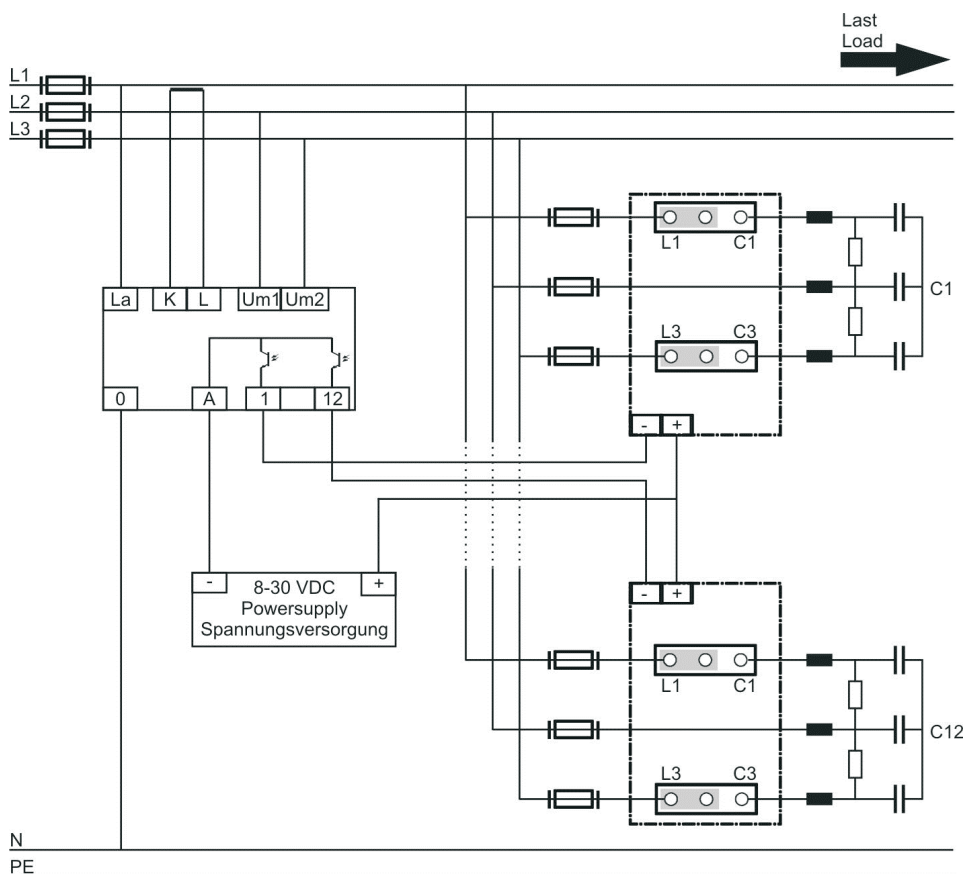 Last
Load
L1
L2
L3
L1 C1
La K L Um1 Um2
C1
L3 C3
0 A 1 12
- +
- 8-30 VDC +
Powersupply
Spannungsversorgung
- +
L1 C1
C12
L3 C3
N
PE